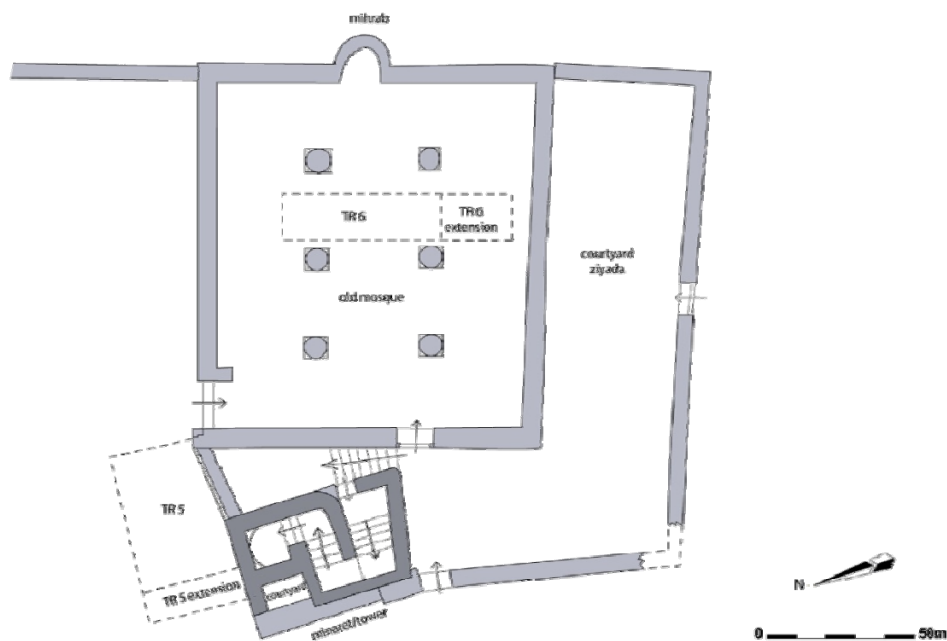 mihrab
TR6
TR6
extension
courtyard
ziyada
old mosque
TR5
TR5 extension
courtyard
minaret/tower
N
0 50m